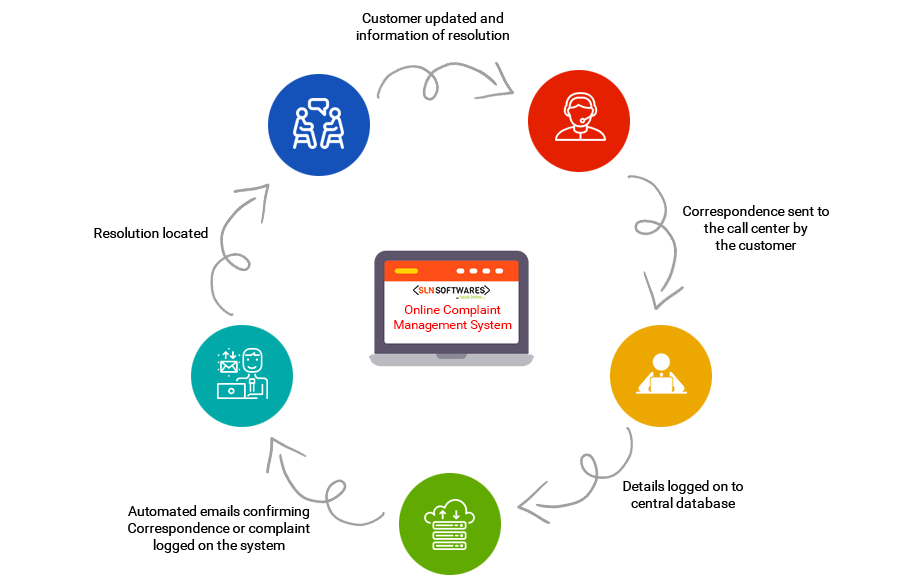 Customer updated and
information of resolution
Correspondence sent to
the call center by
the customer
Details logged on to
central database
Automated emails confirming
Correspondence or complaint
logged on the system
Resolution located
SLN SOFTWARES
Online Complaint
Management System